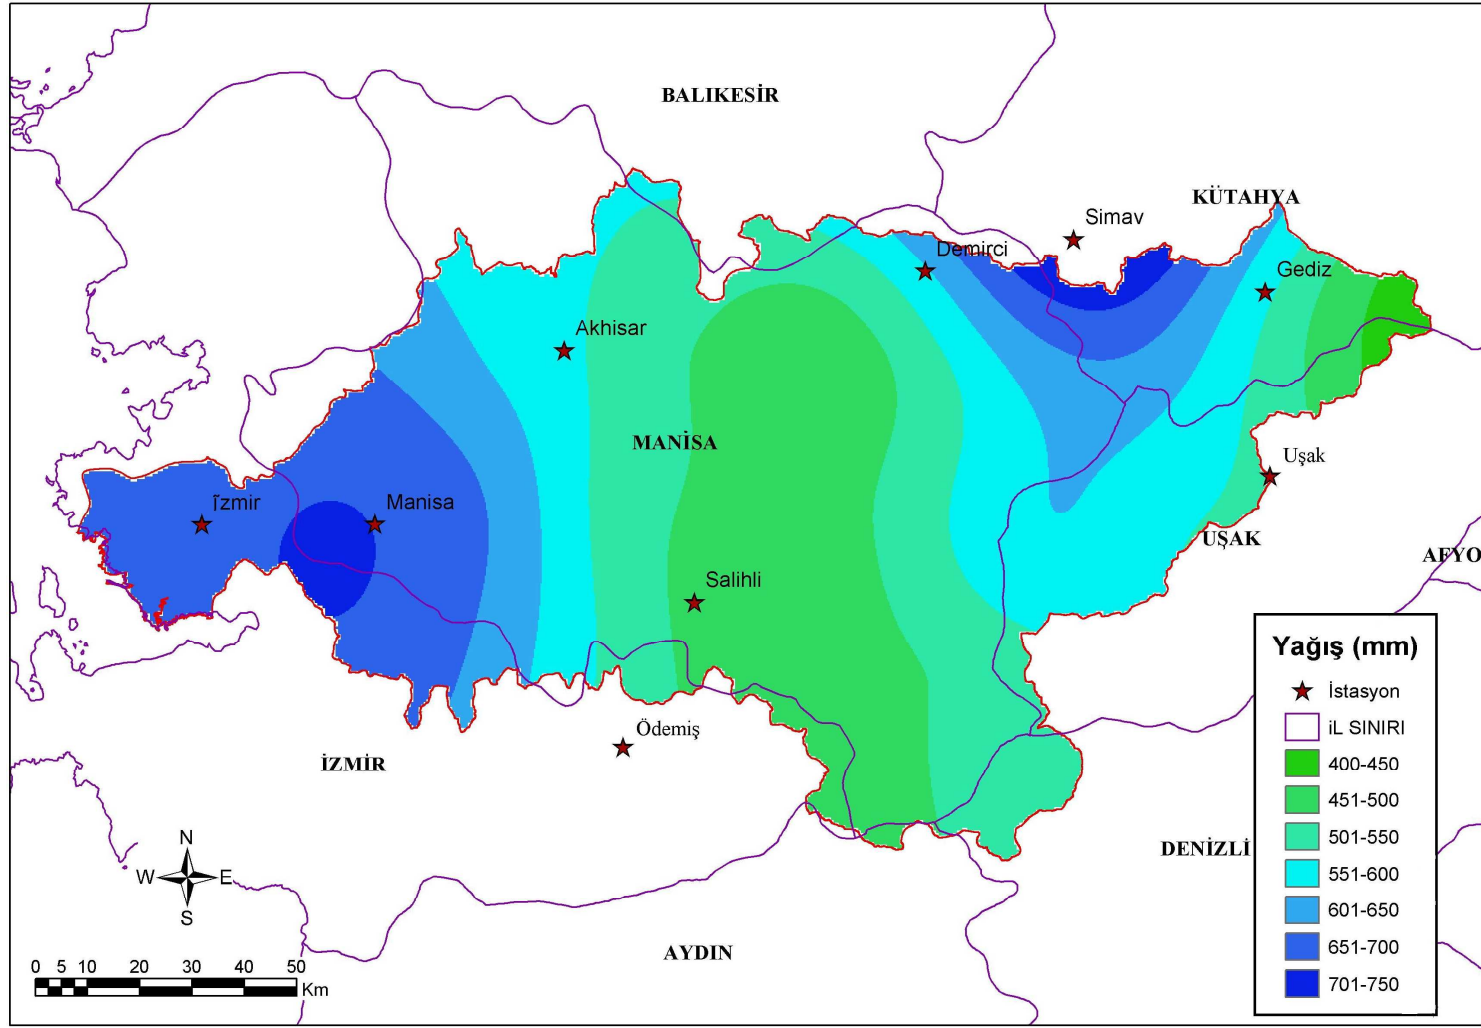 BALIKESİR
KÜTAHYA
Simav
Demirci
Gediz
Akhisar
MANİSA
Uşak
İzmir
Manisa
UŞAK
AFYO
Salihli
Ödemiş
İZMİR
DENİZLİ
AYDIN
N
W E
S
0 5 10 20 30 40 50
Km
Yağış (mm)
İstasyon
iL SINIRI
400-450
451-500
501-550
551-600
601-650
651-700
701-750